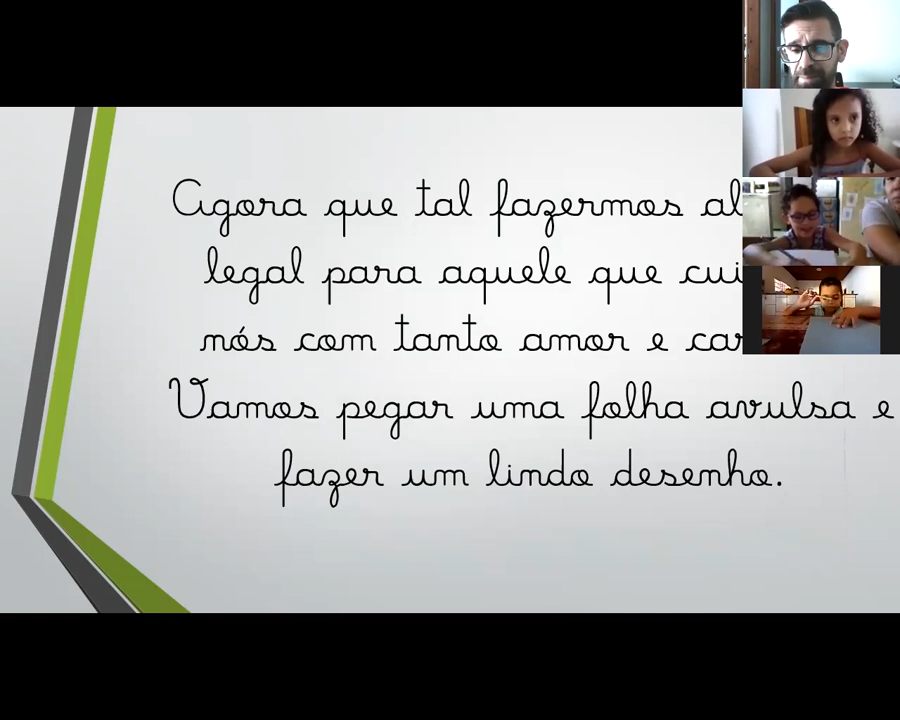 Agora que tal fazermos al
legal para aquele que cui
nós com tanto amor e car
Vamos pegar uma folha avulsa e
fazer um lindo desenho.